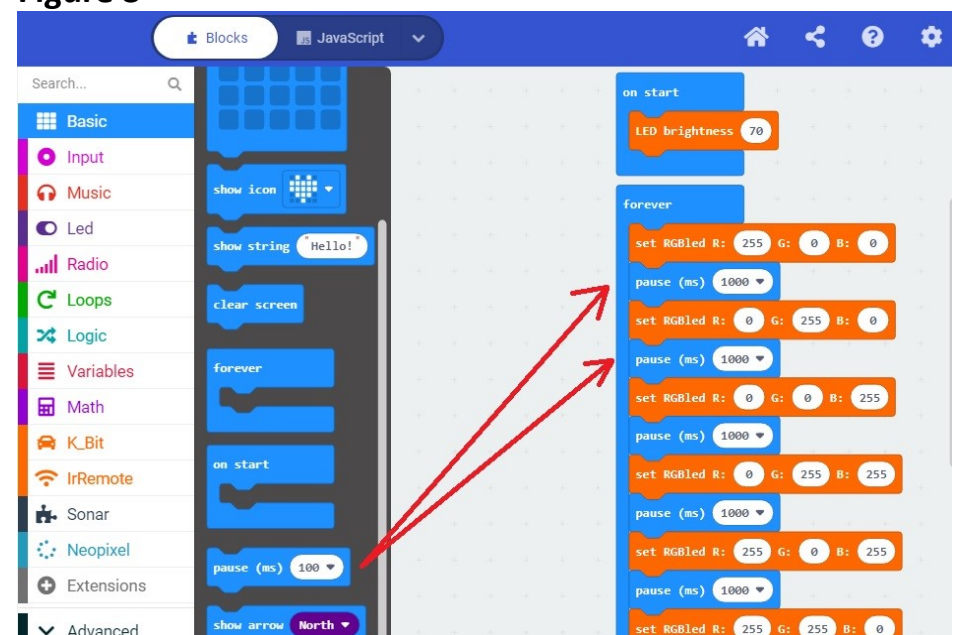 Blocks
JS JavaScript
Search...
Basic
Input
Music
Led
Radio
Loops
Logic
Variables
Math
K_Bit
IrRemote
Sonar
Neopixel
Extensions
Advanced
show icon
show string "Hello!"
clear screen
forever
on start
pause (ms) 100
show arrow North
on start
LED brightness 70
forever
set RGBled R: 255 G: 0 B: 0
pause (ms) 1000
set RGBled R: 0 G: 255 B: 0
pause (ms) 1000
set RGBled R: 0 G: 0 B: 255
pause (ms) 1000
set RGBled R: 0 G: 255 B: 255
pause (ms) 1000
set RGBled R: 255 G: 0 B: 255
pause (ms) 1000
set RGBled R: 255 G: 255 B: 0